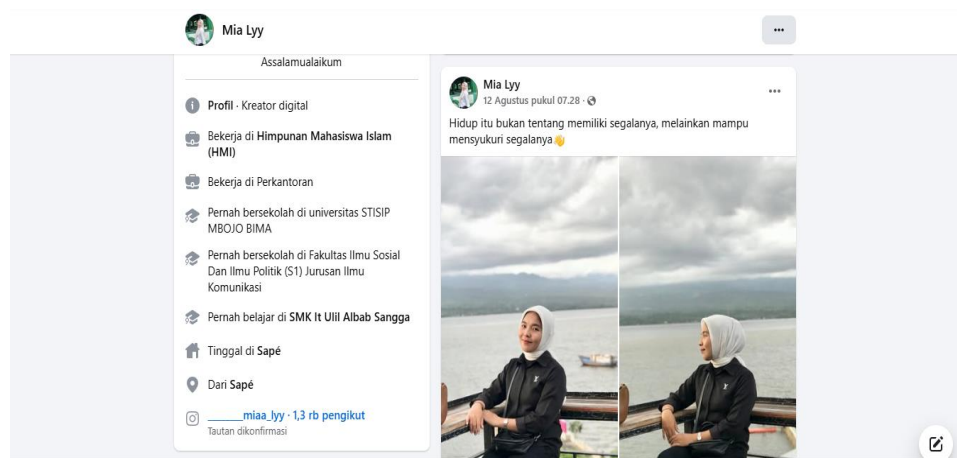 Mia Lyy
Assalamualaikum
Profil · Kreator digital
Bekerja di Himpunan Mahasiswa Islam
(HMI)
Bekerja di Perkantoran
Pernah bersekolah di universitas STISIP
MBOJO BIMA
Pernah bersekolah di Fakultas Ilmu Sosial
Dan Ilmu Politik (S1) Jurusan Ilmu
Komunikasi
Pernah belajar di SMK It Ulil Albab Sangga
Tinggal di Sapé
Dari Sapé
______miaa_lyy · 1,3 rb pengikut
Tautan dikonfirmasi
Mia Lyy
12 Agustus pukul 07.28 ·
Hidup itu bukan tentang memiliki segalanya, melainkan mampu
mensyukuri segalanya👋